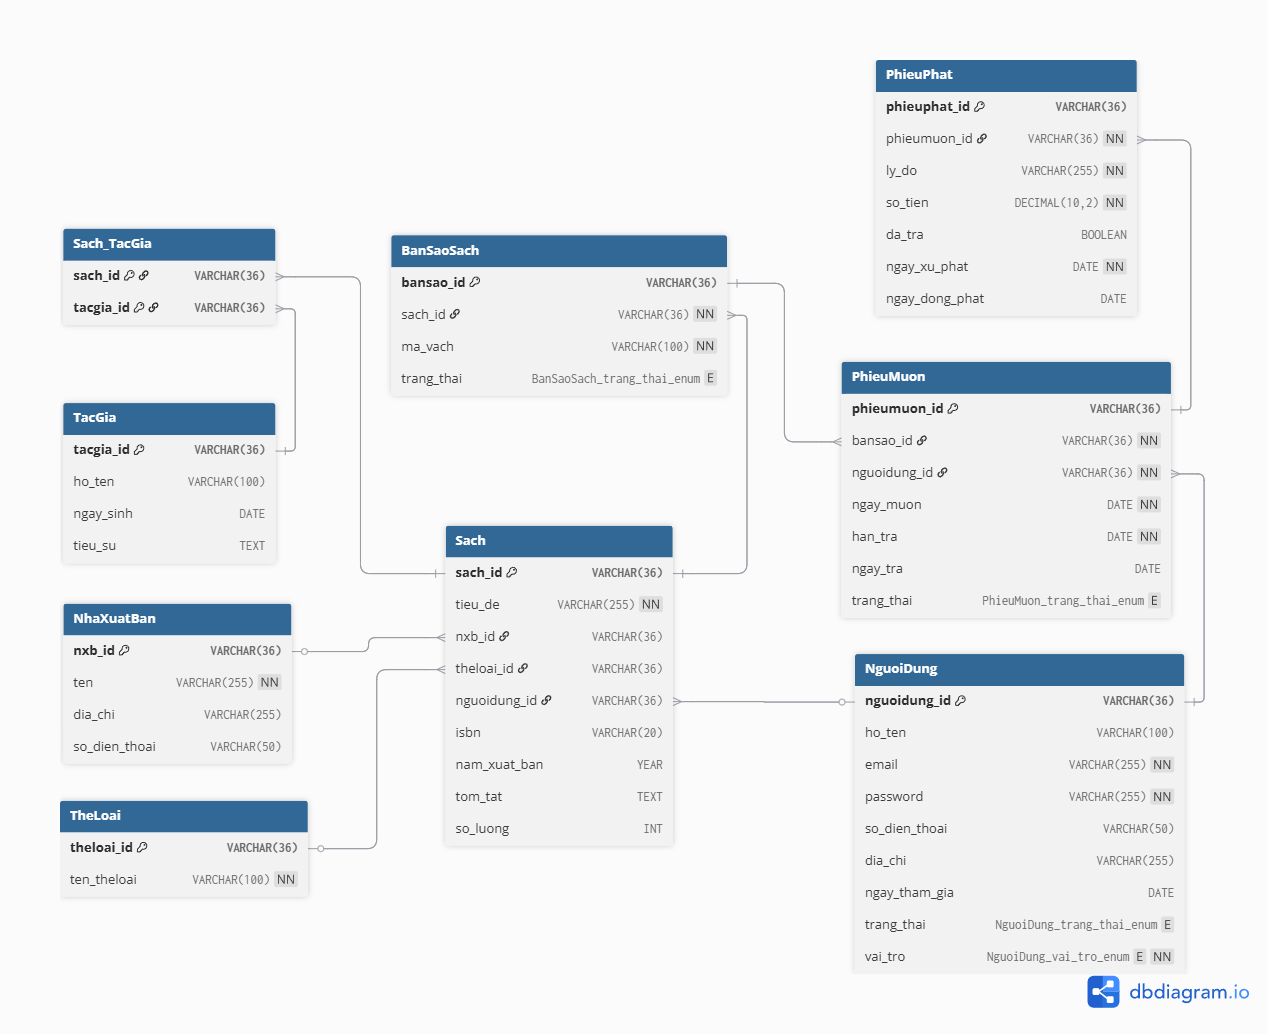 PhieuPhat
phieuphat_id VARCHAR(36)
phieumuon_id VARCHAR(36) NN
ly_do VARCHAR(255) NN
so_tien DECIMAL(10,2) NN
da_tra BOOLEAN
ngay_xu_phat DATE NN
ngay_dong_phat DATE
Sach_TacGia
sach_id VARCHAR(36)
tacgia_id VARCHAR(36)
BanSaoSach
bansao_id VARCHAR(36)
sach_id VARCHAR(36) NN
ma_vach VARCHAR(100) NN
trang_thai BanSaoSach_trang_thai_enum E
PhieuMuon
phieumuon_id VARCHAR(36)
bansao_id VARCHAR(36) NN
nguoidung_id VARCHAR(36) NN
ngay_muon DATE NN
han_tra DATE NN
ngay_tra DATE
trang_thai PhieuMuon_trang_thai_enum E
TacGia
tacgia_id VARCHAR(36)
ho_ten VARCHAR(100)
ngay_sinh DATE
tieu_su TEXT
Sach
sach_id VARCHAR(36)
tieu_de VARCHAR(255) NN
nxb_id VARCHAR(36)
theloai_id VARCHAR(36)
nguoidung_id VARCHAR(36)
isbn VARCHAR(20)
nam_xuat_ban YEAR
tom_tat TEXT
so_luong INT
NhaXuatBan
nxb_id VARCHAR(36)
ten VARCHAR(255) NN
dia_chi VARCHAR(255)
so_dien_thoai VARCHAR(50)
NguoiDung
nguoidung_id VARCHAR(36)
ho_ten VARCHAR(100)
email VARCHAR(255) NN
password VARCHAR(255) NN
so_dien_thoai VARCHAR(50)
dia_chi VARCHAR(255)
ngay_tham_gia DATE
trang_thai NguoiDung_trang_thai_enum E
vai_tro NguoiDung_vai_tro_enum E NN
TheLoai
theloai_id VARCHAR(36)
ten_theloai VARCHAR(100) NN
dbdiagram.io